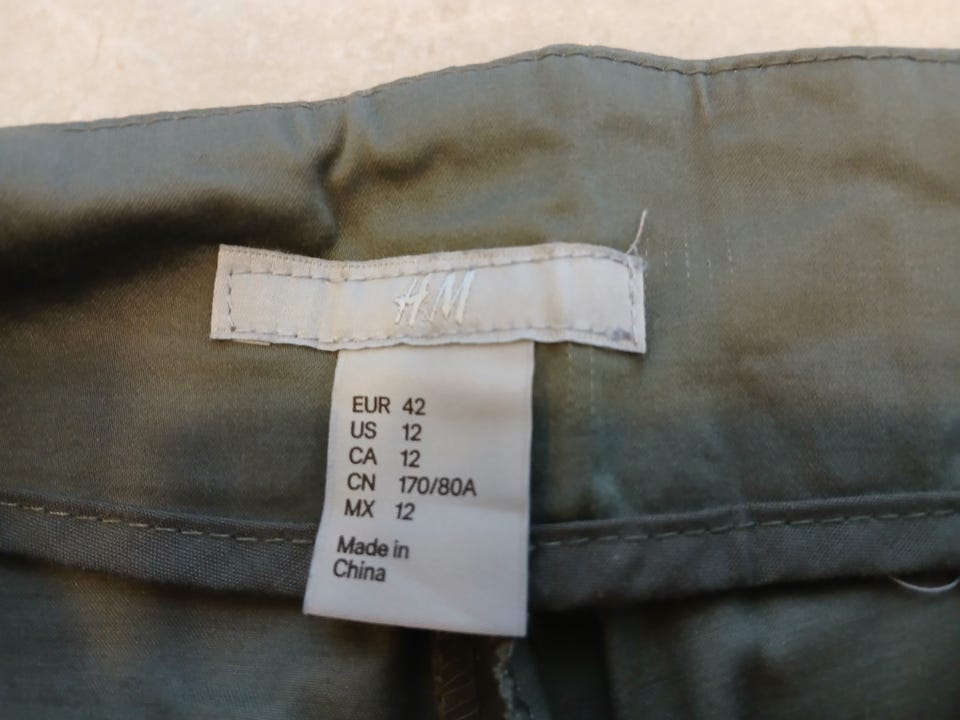 H&M
EUR 42
US 12
CA 12
CN 170/80A
MX 12
Made in
China